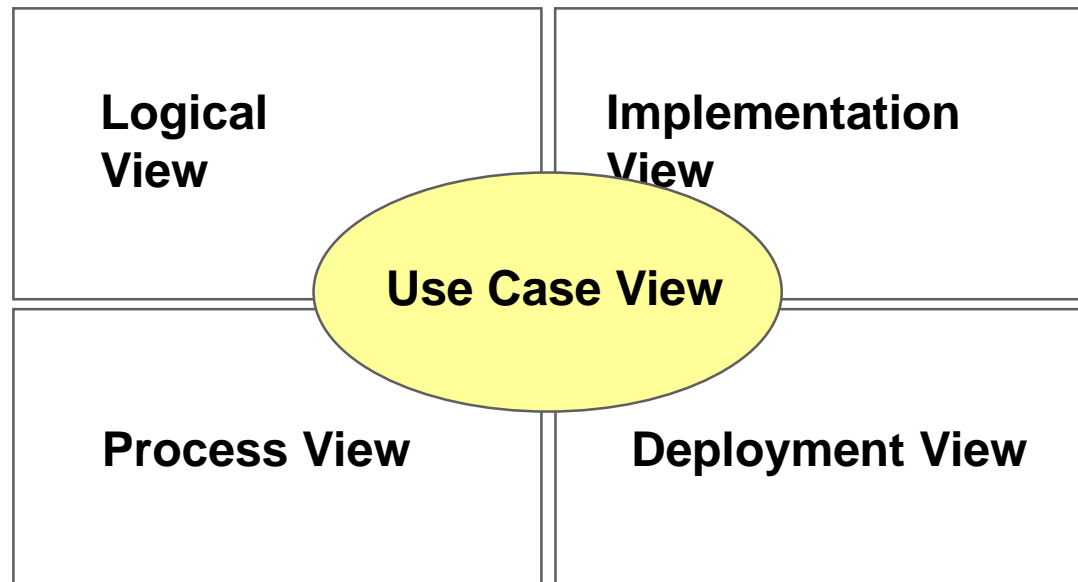 Logical
View
Implementation
View
Use Case View
Process View
Deployment View